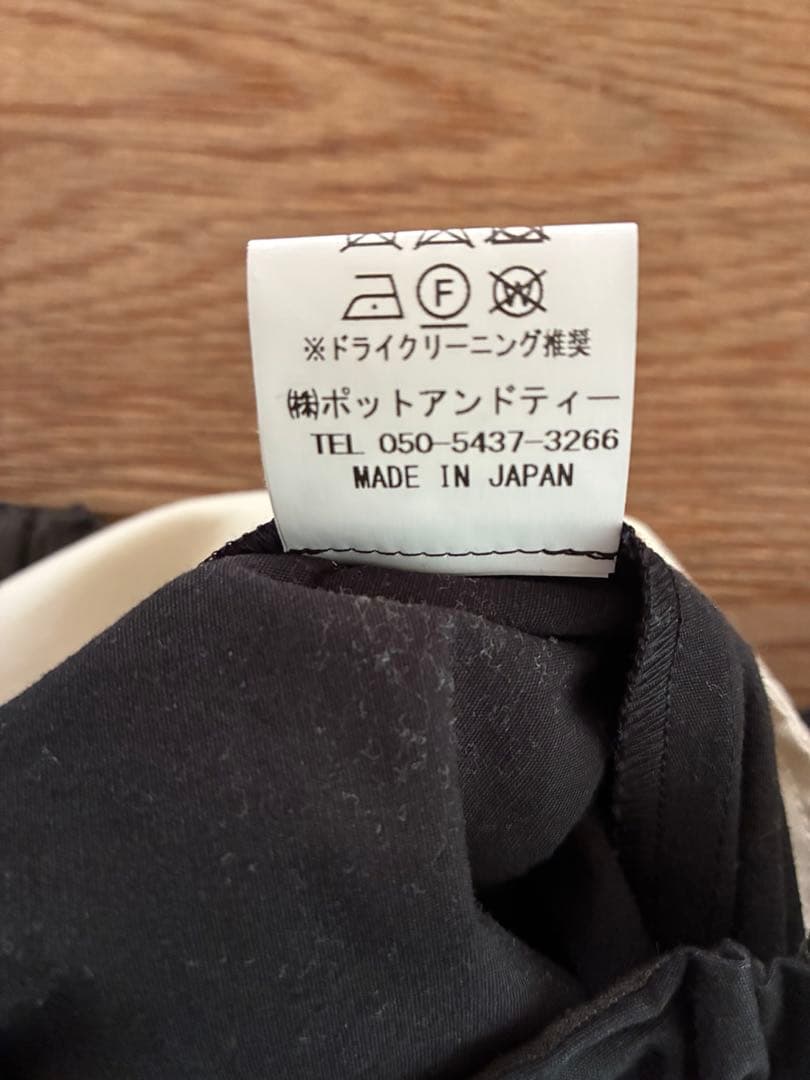 F W
※ドライクリーニング推奨
㈱ポットアンドティー
TEL 050-5437-3266
MADE IN JAPAN